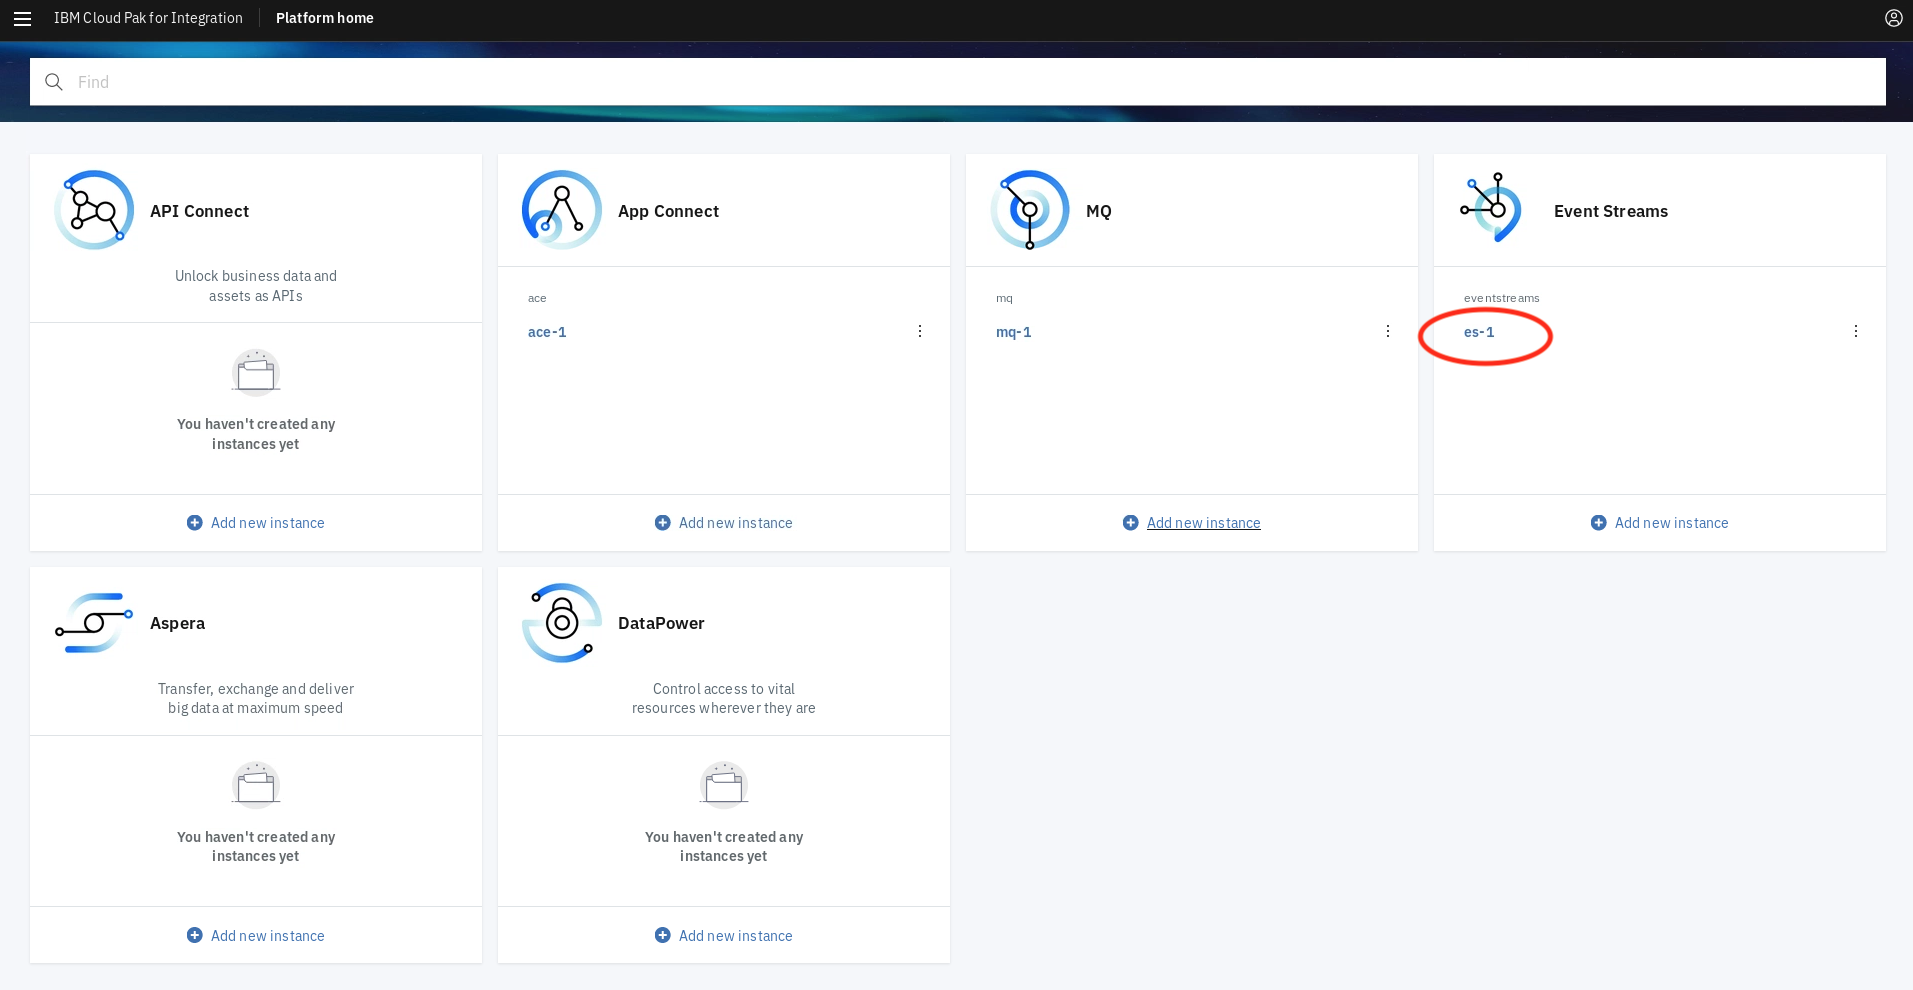 IBM Cloud Pak for Integration
Platform home
Find
API Connect
Unlock business data and
assets as APIs
You haven't created any
instances yet
Add new instance
App Connect
ace
ace-1
Add new instance
MQ
mq
mq-1
Add new instance
Event Streams
eventstreams
es-1
Add new instance
Aspera
Transfer, exchange and deliver
big data at maximum speed
You haven't created any
instances yet
Add new instance
DataPower
Control access to vital
resources wherever they are
You haven't created any
instances yet
Add new instance